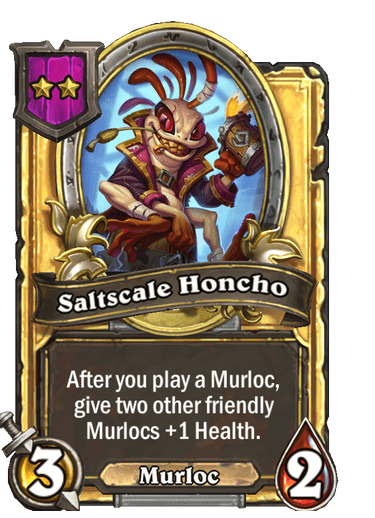 Saltscale Honcho
After you play a Murloc,
give two other friendly
Murlocs +1 Health.
3
Murloc
2